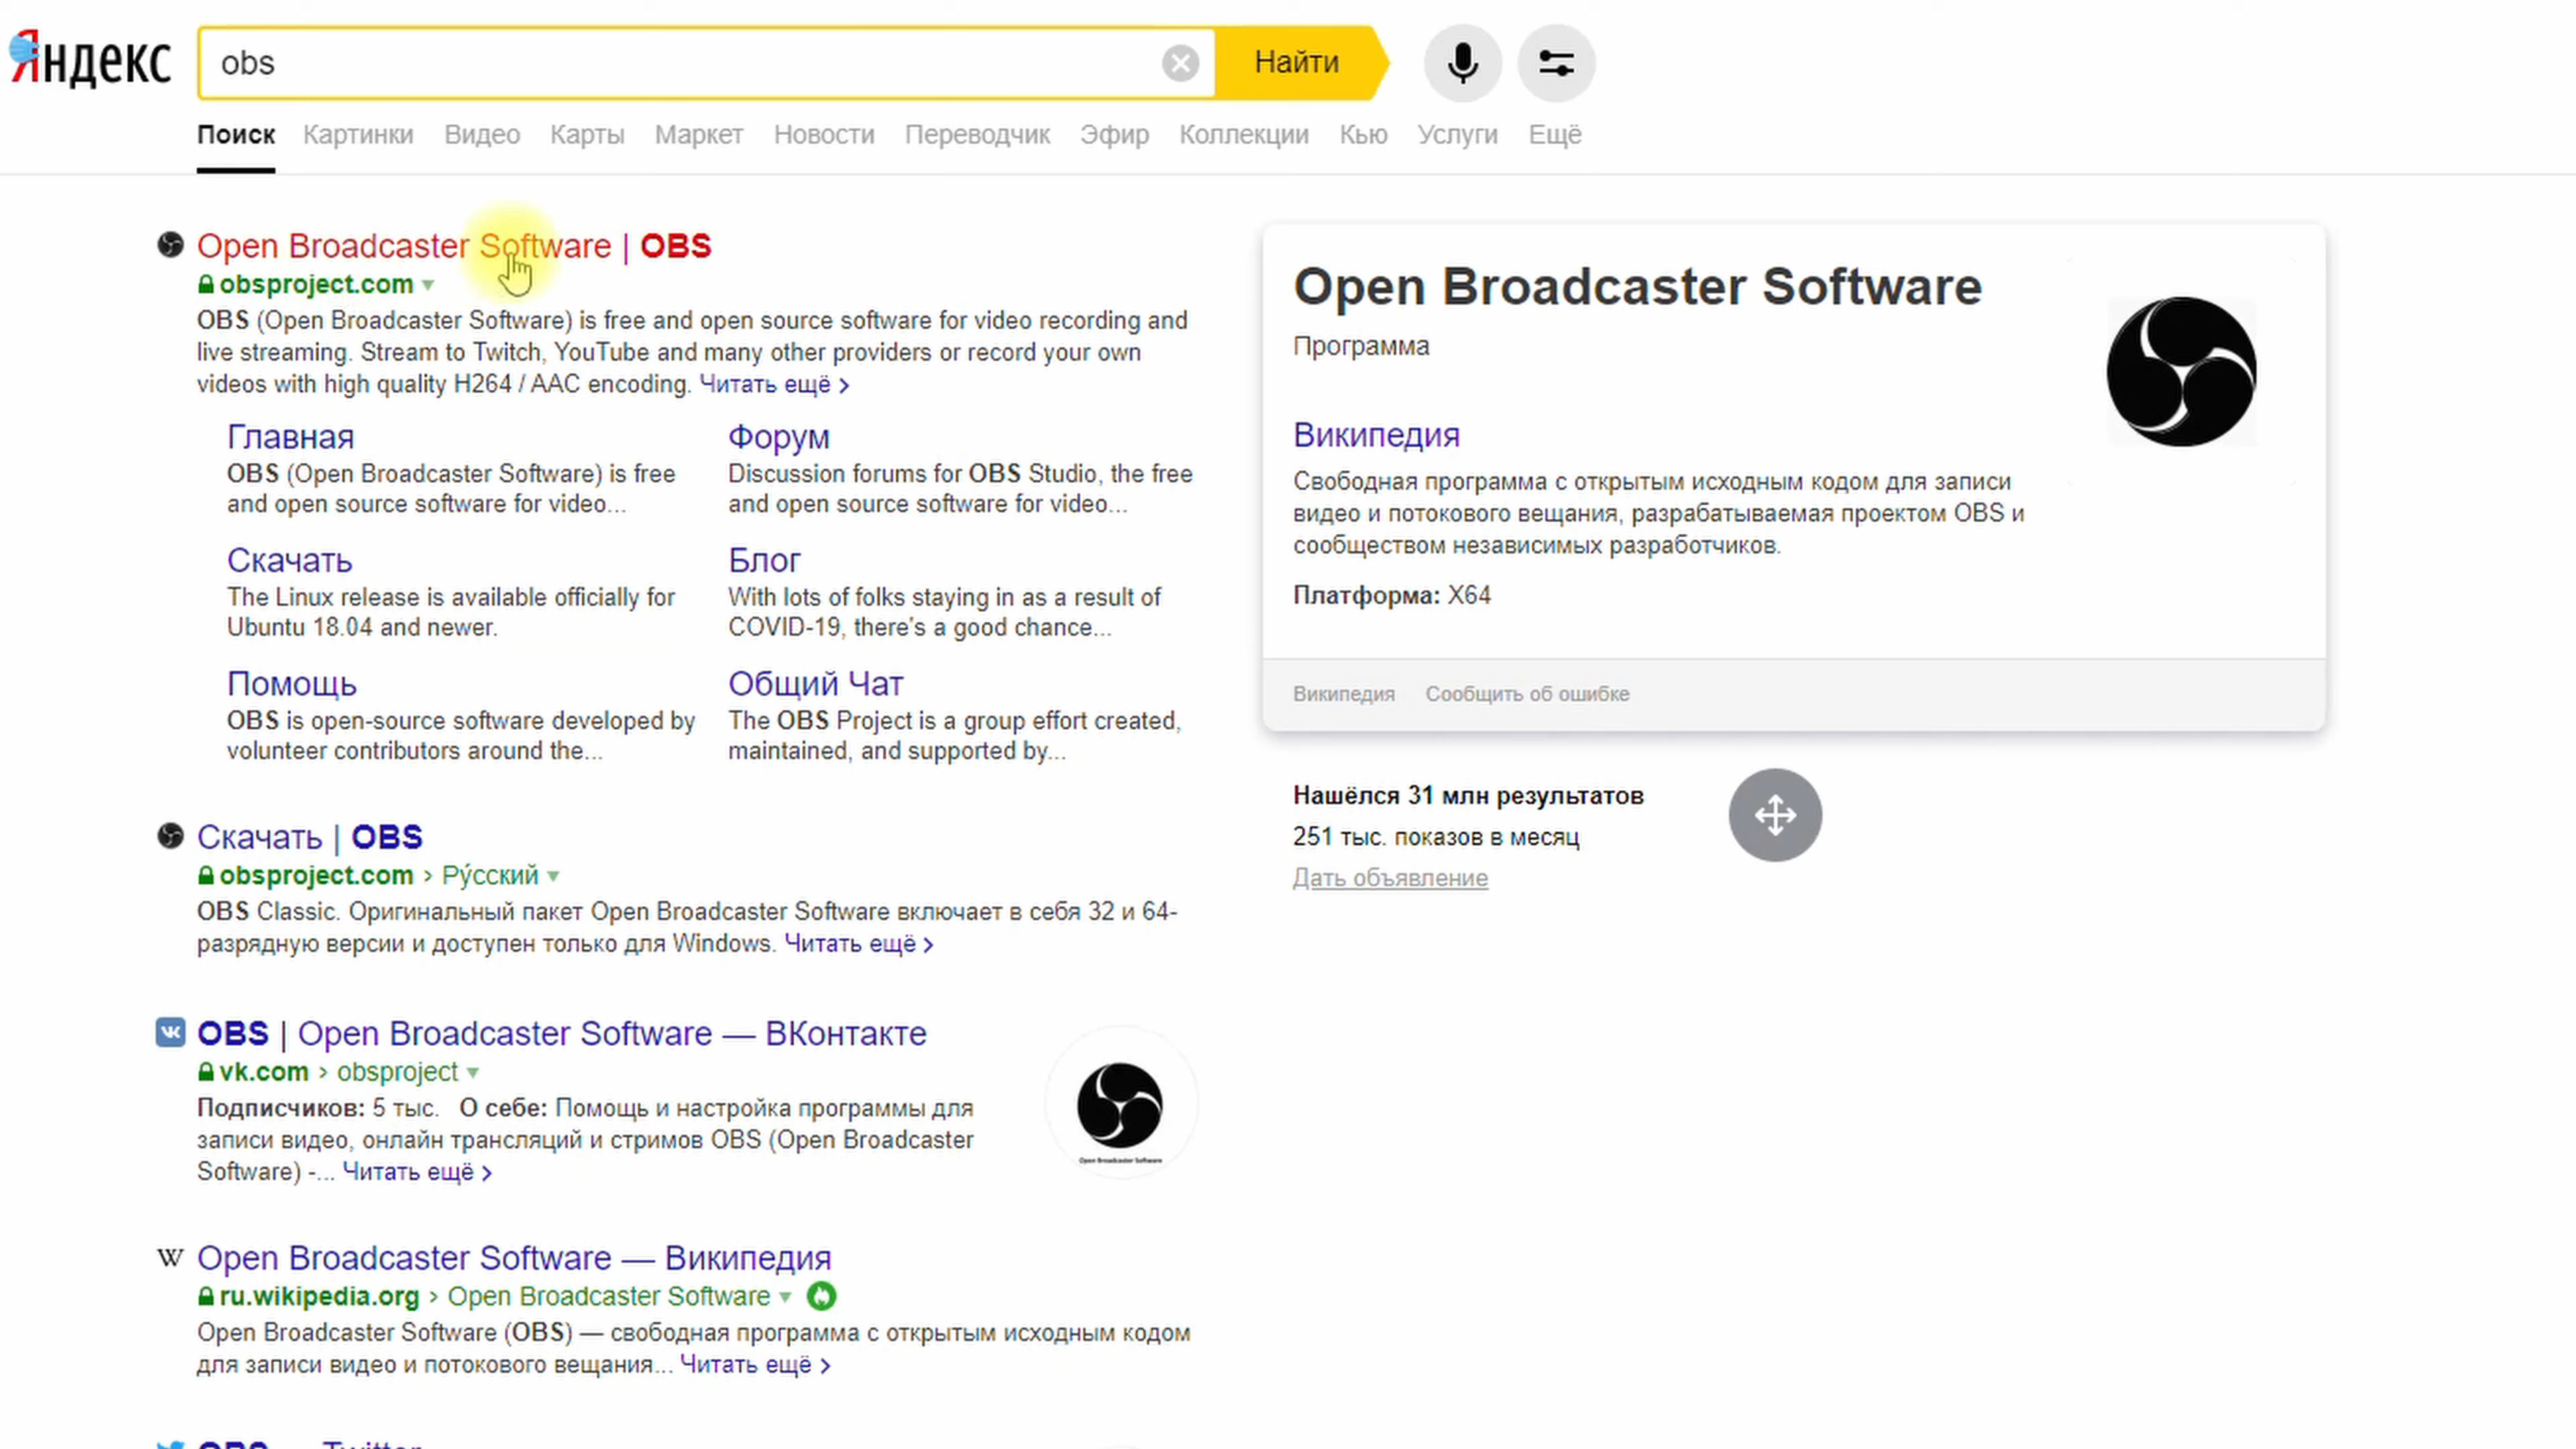 Яндекс
obs
Найти
Поиск Картинки Видео Карты Маркет Новости Переводчик Эфир Коллекции Кью Услуги Ещё
Open Broadcaster Software | OBS
obsproject.com
OBS (Open Broadcaster Software) is free and open source software for video recording and
live streaming. Stream to Twitch, YouTube and many other providers or record your own
videos with high quality H264 / AAC encoding. Читать ещё >
Главная
OBS (Open Broadcaster Software) is free
and open source software for video...
Форум
Discussion forums for OBS Studio, the free
and open source software for video...
Скачать
The Linux release is available officially for
Ubuntu 18.04 and newer.
Блог
With lots of folks staying in as a result of
COVID-19, there's a good chance...
Помощь
OBS is open-source software developed by
volunteer contributors around the...
Общий Чат
The OBS Project is a group effort created,
maintained, and supported by...
Скачать | OBS
obsproject.com › Ру́сский
OBS Classic. Оригинальный пакет Open Broadcaster Software включает в себя 32 и 64-
разрядную версии и доступен только для Windows. Читать ещё >
OBS | Open Broadcaster Software — ВКонтакте
vk.com › obsproject
Подписчиков: 5 тыс. О себе: Помощь и настройка программы для
записи видео, онлайн трансляций и стримов OBS (Open Broadcaster
Software) -... Читать ещё >
Open Broadcaster Software
W Open Broadcaster Software — Википедия
ru.wikipedia.org › Open Broadcaster Software
Open Broadcaster Software (OBS) — свободная программа с открытым исходным кодом
для записи видео и потокового вещания... Читать ещё >
OBS — Twitter
Open Broadcaster Software
Программа
Википедия
Свободная программа с открытым исходным кодом для записи
видео и потокового вещания, разрабатываемая проектом OBS и
сообществом независимых разработчиков.
Платформа: X64
Википедия Сообщить об ошибке
Нашёлся 31 млн результатов
251 тыс. показов в месяц
Дать объявление